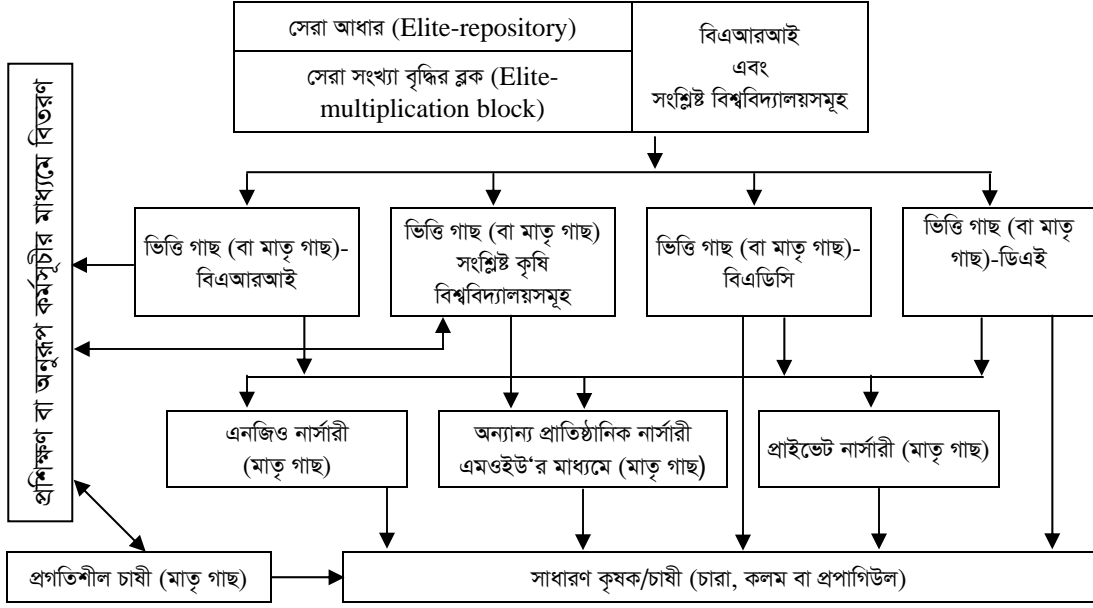 সেরা আধার (Elite-repository)
সেরা সংখ্যা বৃদ্ধির ব্লক (Elite-
multiplication block)
বিএআরআই
এবং
সংশ্লিষ্ট বিশ্ববিদ্যালয়সমূহ
প্রশিক্ষণ বা অনুরূপ কর্মসূচীর মাধ্যমে বিতরণ
ভিত্তি গাছ (বা মাতৃ গাছ)-
বিএআরআই
ভিত্তি গাছ (বা মাতৃ গাছ)
সংশ্লিষ্ট কৃষি
বিশ্ববিদ্যালয়সমূহ
ভিত্তি গাছ (বা মাতৃ গাছ)-
বিএডিসি
ভিত্তি গাছ (বা মাতৃ
গাছ)-ডিএই
এনজিও নার্সারী
(মাতৃ গাছ)
অন্যান্য প্রাতিষ্ঠানিক নার্সারী
এমওইউ‘র মাধ্যমে (মাতৃ গাছ)
প্রাইভেট নার্সারী (মাতৃ গাছ)
প্রগতিশীল চাষী (মাতৃ গাছ)
সাধারণ কৃষক/চাষী (চারা, কলম বা প্রপাগিউল)